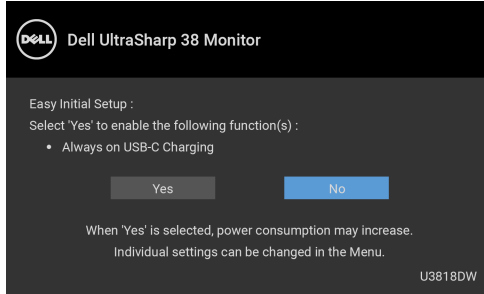 DELL
Dell UltraSharp 38 Monitor
Easy Initial Setup :
Select 'Yes' to enable the following function(s) :
• Always on USB-C Charging
Yes
No
When 'Yes' is selected, power consumption may increase.
Individual settings can be changed in the Menu.
U3818DW